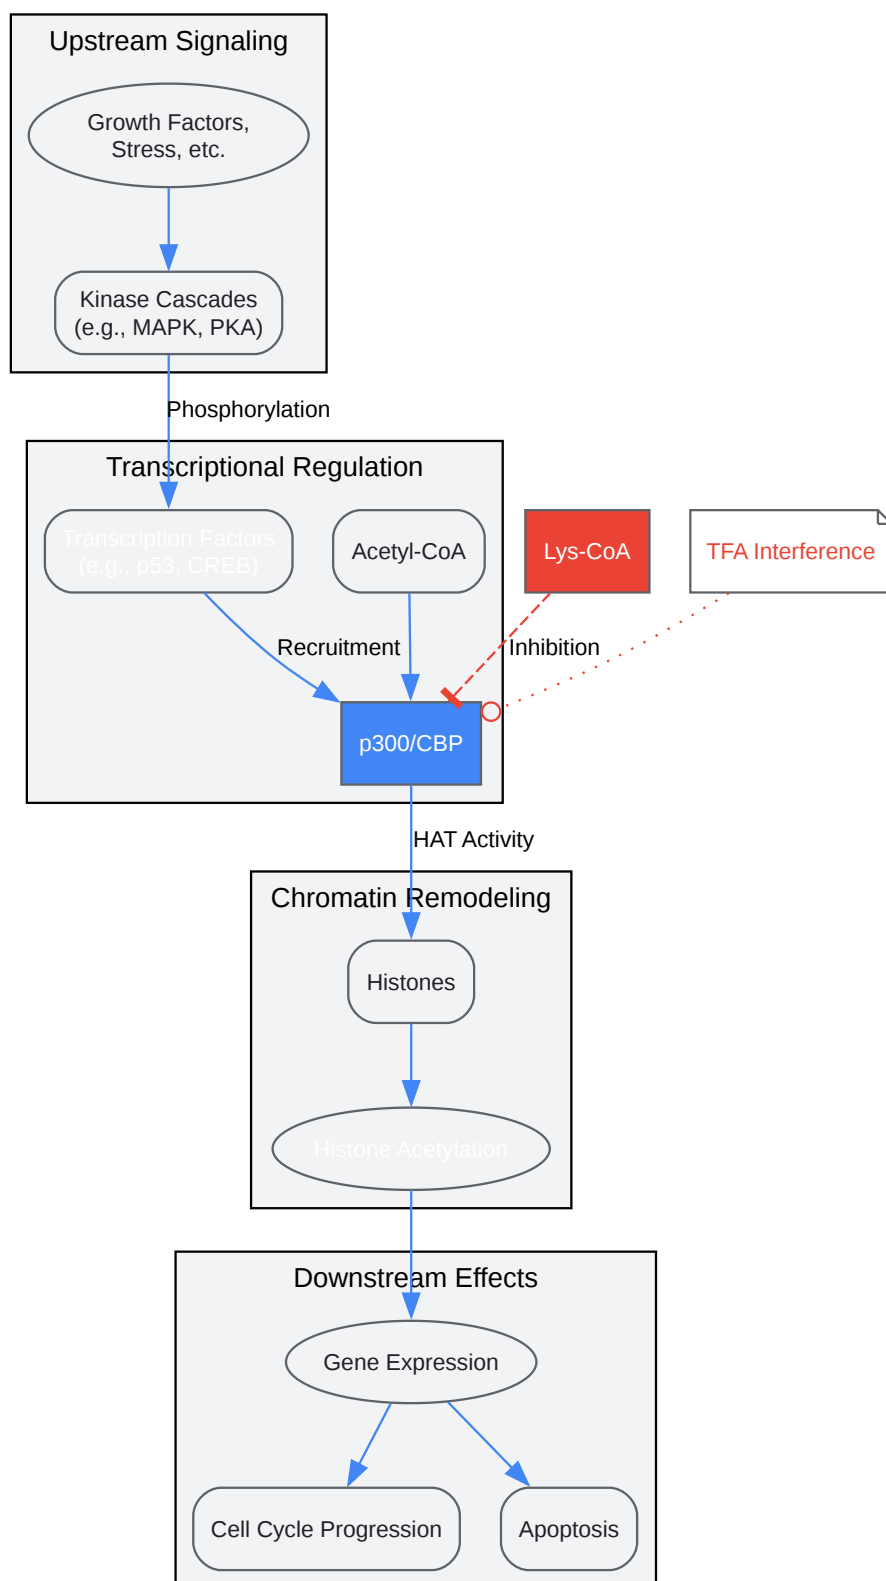 Upstream Signaling
Growth Factors,
Stress, etc.
Kinase Cascades
(e.g., MAPK, PKA)
Phosphorylation
Transcriptional Regulation
Transcription Factors
(e.g., p53, CREB)
Acetyl-CoA
Lys-CoA
TFA Interference
Recruitment
Inhibition
p300/CBP
HAT Activity
Chromatin Remodeling
Histones
Histone Acetylation
Downstream Effects
Gene Expression
Cell Cycle Progression
Apoptosis